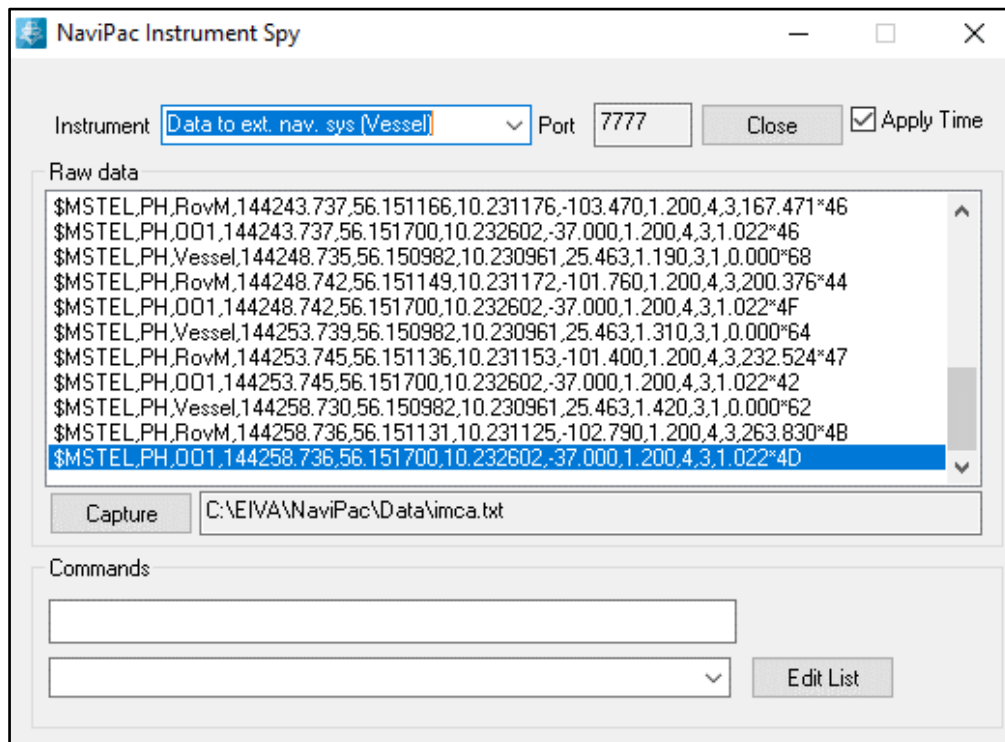 NaviPac Instrument Spy
Instrument Data to ext. nav. sys (Vessel) Port 7777 Close Apply Time
Raw data
$MSTEL,PH,RovM,144243.737,56.151166,10.231176,-103.470,1.200,4,3,167.471*46
$MSTEL,PH,OO1,144243.737,56.151700,10.232602,-37.000,1.200,4,3,1.022*46
$MSTEL,PH,Vessel,144248.735,56.150982,10.230961,25.463,1.190,3,1,0.000*68
$MSTEL,PH,RovM,144248.742,56.151149,10.231172,-101.760,1.200,4,3,200.376*44
$MSTEL,PH,OO1,144248.742,56.151700,10.232602,-37.000,1.200,4,3,1.022*4F
$MSTEL,PH,Vessel,144253.739,56.150982,10.230961,25.463,1.310,3,1,0.000*64
$MSTEL,PH,RovM,144253.745,56.151136,10.231153,-101.400,1.200,4,3,232.524*47
$MSTEL,PH,OO1,144253.745,56.151700,10.232602,-37.000,1.200,4,3,1.022*42
$MSTEL,PH,Vessel,144258.730,56.150982,10.230961,25.463,1.420,3,1,0.000*62
$MSTEL,PH,RovM,144258.736,56.151131,10.231125,-102.790,1.200,4,3,263.830*4B
$MSTEL,PH,OO1,144258.736,56.151700,10.232602,-37.000,1.200,4,3,1.022*4D
Capture C:\EIVA\NaviPac\Data\imca.txt
Commands
Edit List